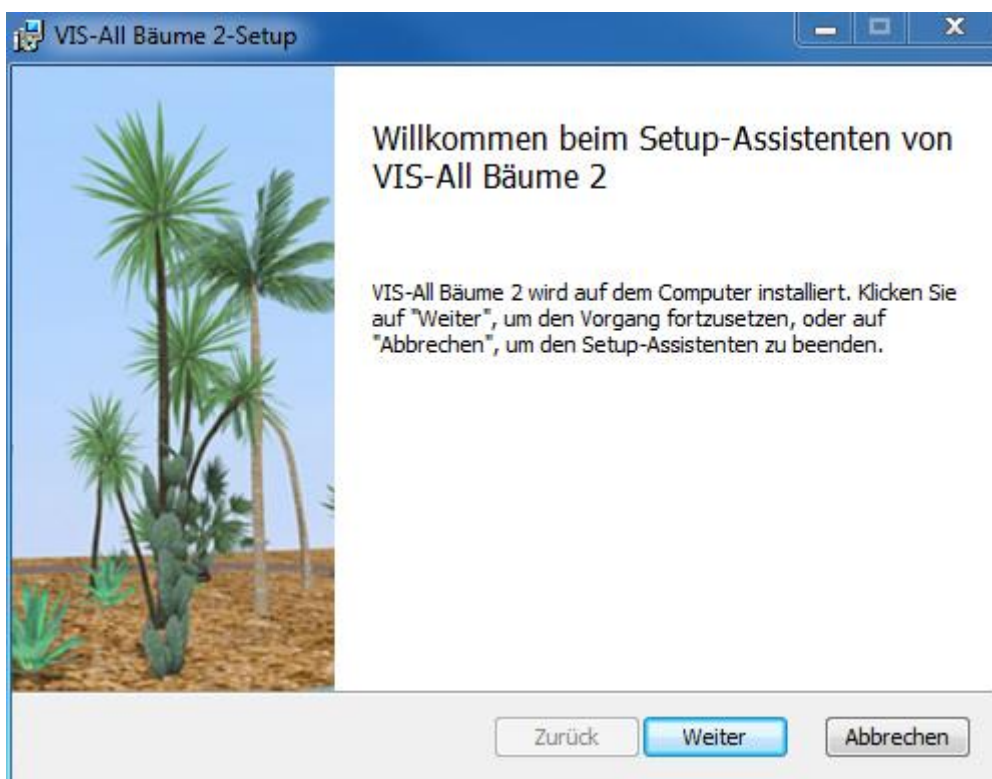 VIS-All Bäume 2-Setup
Willkommen beim Setup-Assistenten von
VIS-All Bäume 2
VIS-All Bäume 2 wird auf dem Computer installiert. Klicken Sie
auf "Weiter", um den Vorgang fortzusetzen, oder auf
"Abbrechen", um den Setup-Assistenten zu beenden.
Zurück Weiter Abbrechen